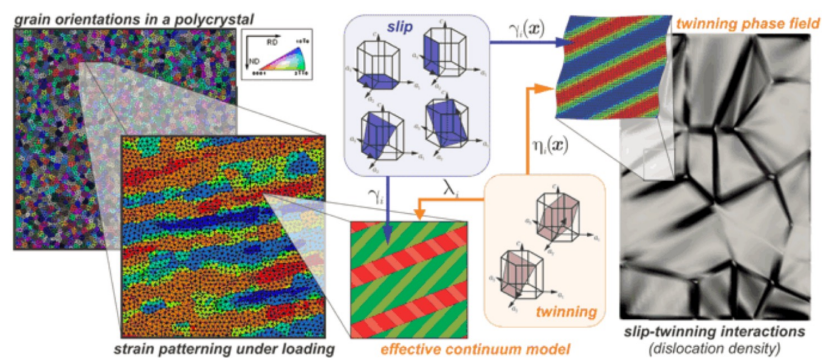 grain orientations in a polycrystal
RD
ND
slip
γᵢ(x)
twinning phase field
ηᵢ(x)
γᵢ
λᵢ
twinning
strain patterning under loading
effective continuum model
slip-twinning interactions
(dislocation density)